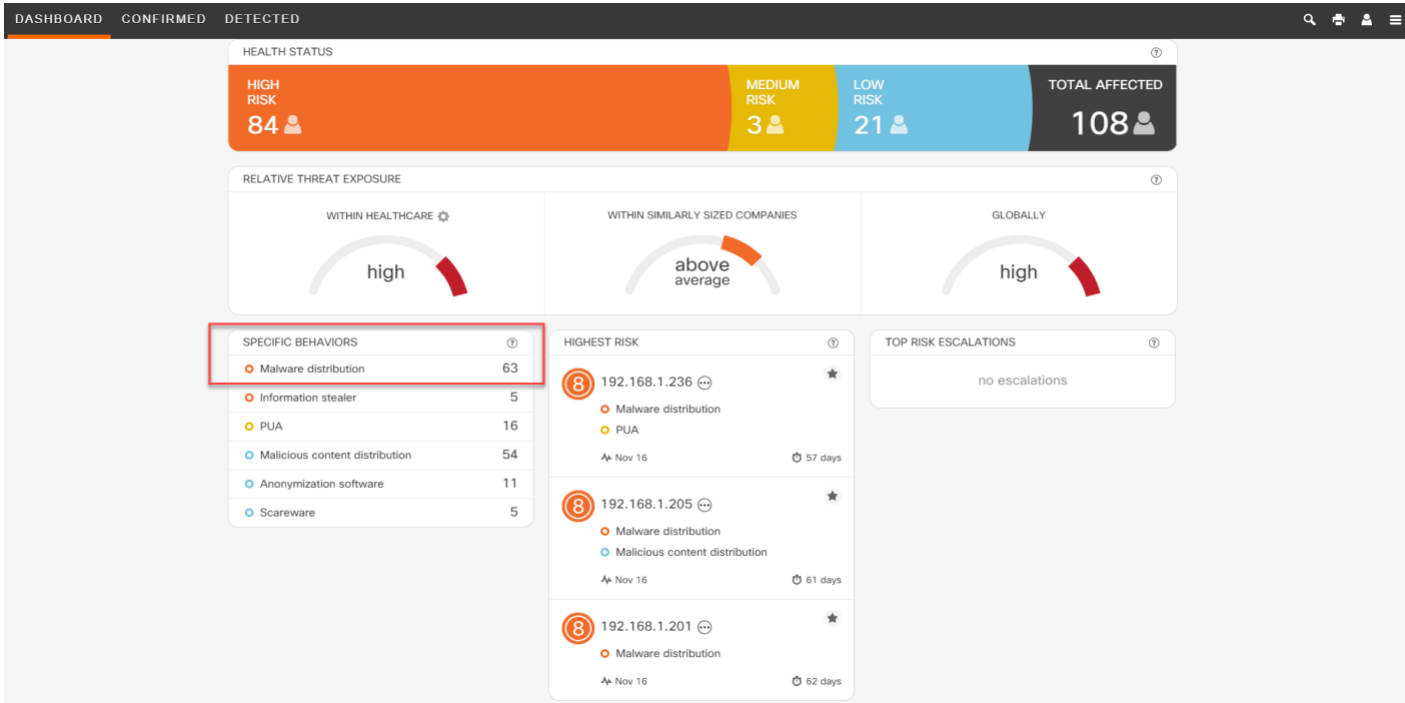 DASHBOARD CONFIRMED DETECTED
HEALTH STATUS ?
HIGH
RISK
84
MEDIUM
RISK
3
LOW
RISK
21
TOTAL AFFECTED
108
RELATIVE THREAT EXPOSURE ?
WITHIN HEALTHCARE
high
WITHIN SIMILARLY SIZED COMPANIES
above
average
GLOBALLY
high
SPECIFIC BEHAVIORS ?
Malware distribution 63
Information stealer 5
PUA 16
Malicious content distribution 54
Anonymization software 11
Scareware 5
HIGHEST RISK ?
8 192.168.1.236
Malware distribution
PUA
Nov 16 57 days
8 192.168.1.205
Malware distribution
Malicious content distribution
Nov 16 61 days
8 192.168.1.201
Malware distribution
Nov 16 62 days
TOP RISK ESCALATIONS ?
no escalations